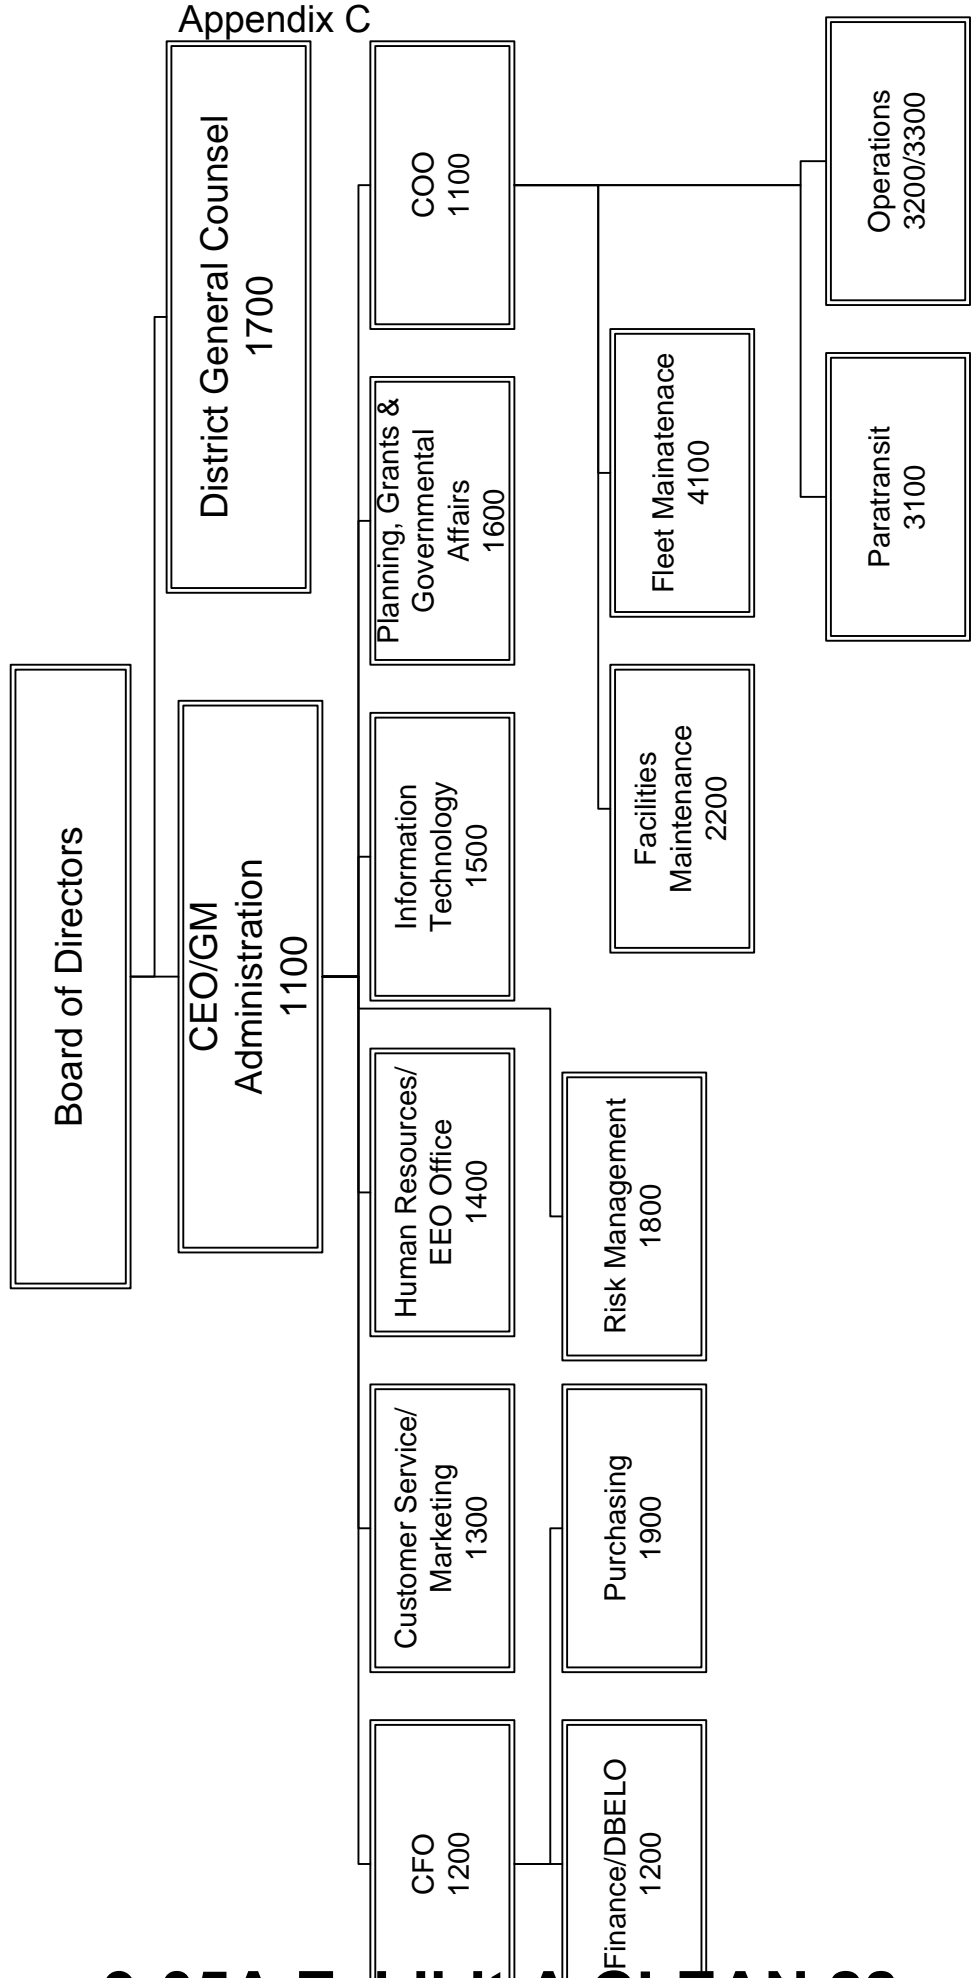 Appendix C
Board of Directors
District General Counsel
1700
CEO/GM
Administration
1100
CFO
1200
Customer Service/
Marketing
1300
Human Resources/
EEO Office
1400
Information
Technology
1500
Planning, Grants &
Governmental
Affairs
1600
COO
1100
Finance/DBELO
1200
Purchasing
1900
Risk Management
1800
Facilities
Maintenance
2200
Fleet Mainatenace
4100
Paratransit
3100
Operations
3200/3300